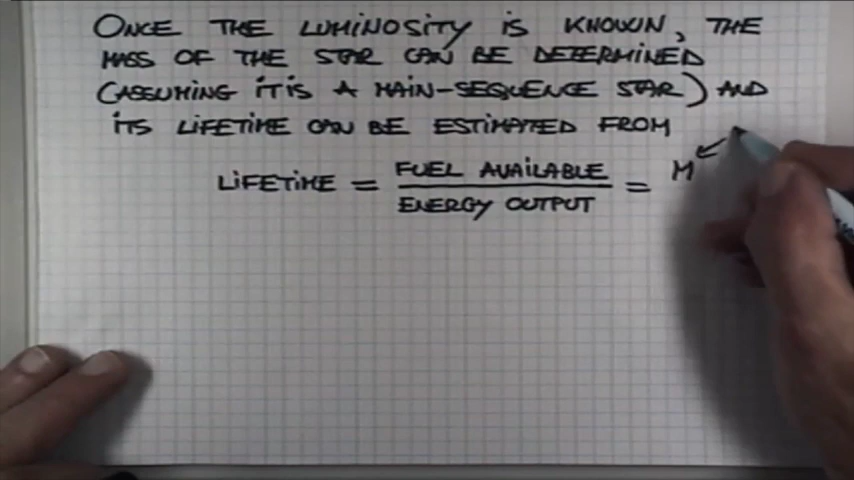 ONCE THE LUMINOSITY IS KNOWN, THE
MASS OF THE STAR CAN BE DETERMINED
(ASSUMING IT IS A MAIN-SEQUENCE STAR) AND
ITS LIFETIME CAN BE ESTIMATED FROM
LIFETIME = FUEL AVAILABLE / ENERGY OUTPUT = M